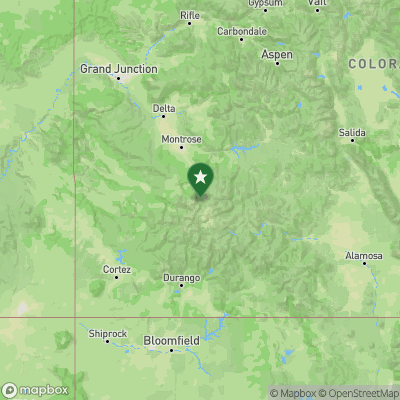 Rifle
Gypsum
Vail
Carbondale
Aspen
COLOR
Grand Junction
Delta
Salida
Montrose
Alamosa
Cortez
Durango
Shiprock
Bloomfield
mapbox
© Mapbox © OpenStreetMap